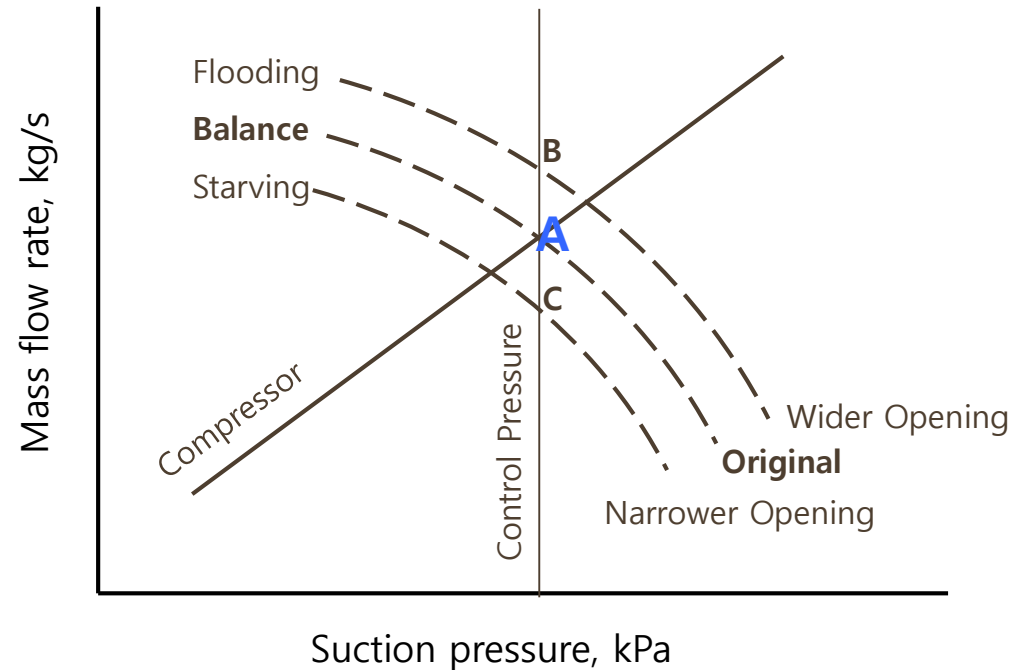 Flooding
Balance
Starving
B
A
C
Mass flow rate, kg/s
Compressor
Control Pressure
Wider Opening
Original
Narrower Opening
Suction pressure, kPa